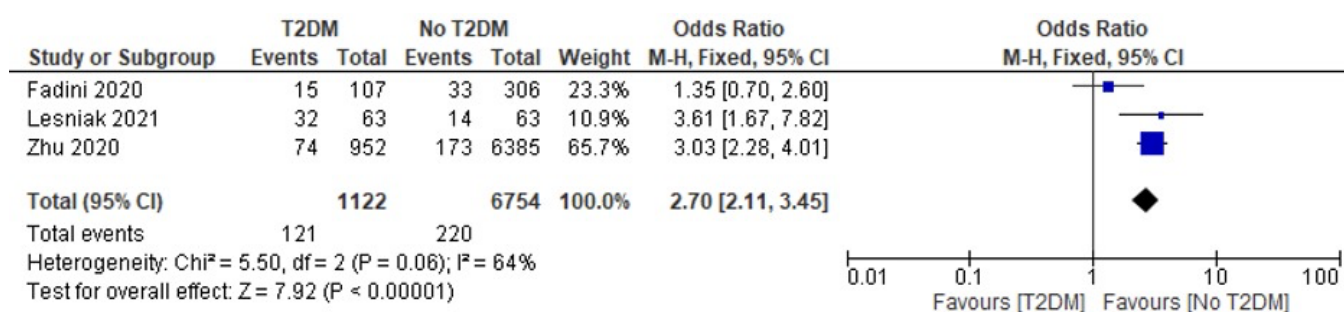 T2DM No T2DM Odds Ratio Odds Ratio
Study or Subgroup Events Total Events Total Weight M-H, Fixed, 95% CI M-H, Fixed, 95% CI
Fadini 2020 15 107 33 306 23.3% 1.35 [0.70, 2.60]
Lesniak 2021 32 63 14 63 10.9% 3.61 [1.67, 7.82]
Zhu 2020 74 952 173 6385 65.7% 3.03 [2.28, 4.01]
Total (95% CI) 1122 6754 100.0% 2.70 [2.11, 3.45]
Total events 121 220
Heterogeneity: Chi² = 5.50, df = 2 (P = 0.06); I² = 64%
Test for overall effect: Z = 7.92 (P < 0.00001)
0.01 0.1 1 10 100
Favours [T2DM] Favours [No T2DM]